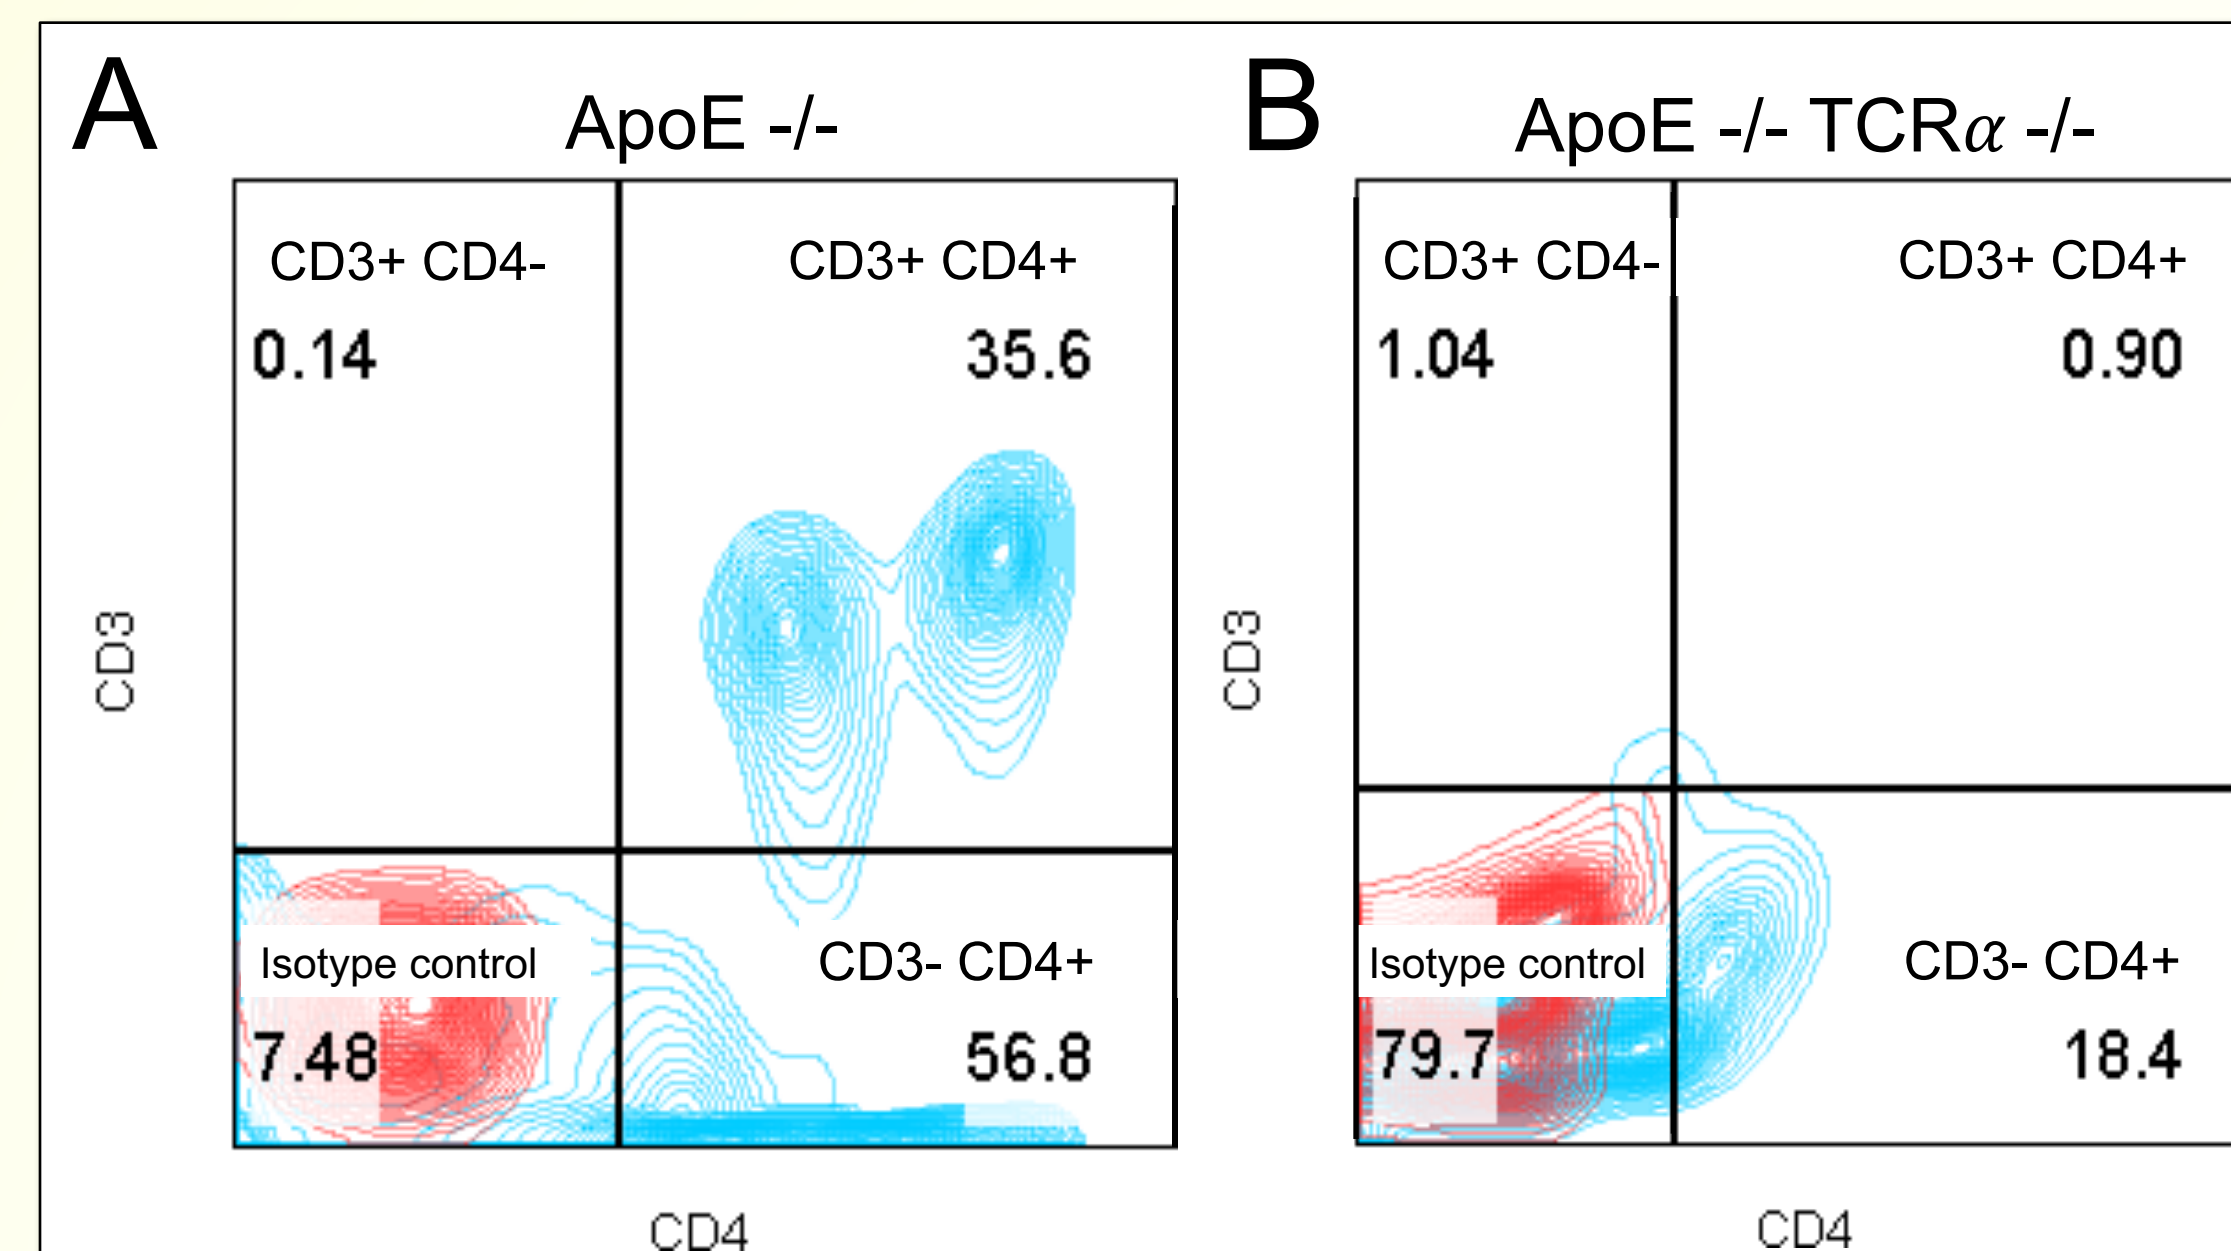 A
ApoE -/-
CD3+ CD4-
CD3+ CD4+
0.14
35.6
CD3
Isotype control
CD3- CD4+
7.48
56.8
CD4
B
ApoE -/- TCRα -/-
CD3+ CD4-
CD3+ CD4+
1.04
0.90
CD3
Isotype control
CD3- CD4+
79.7
18.4
CD4